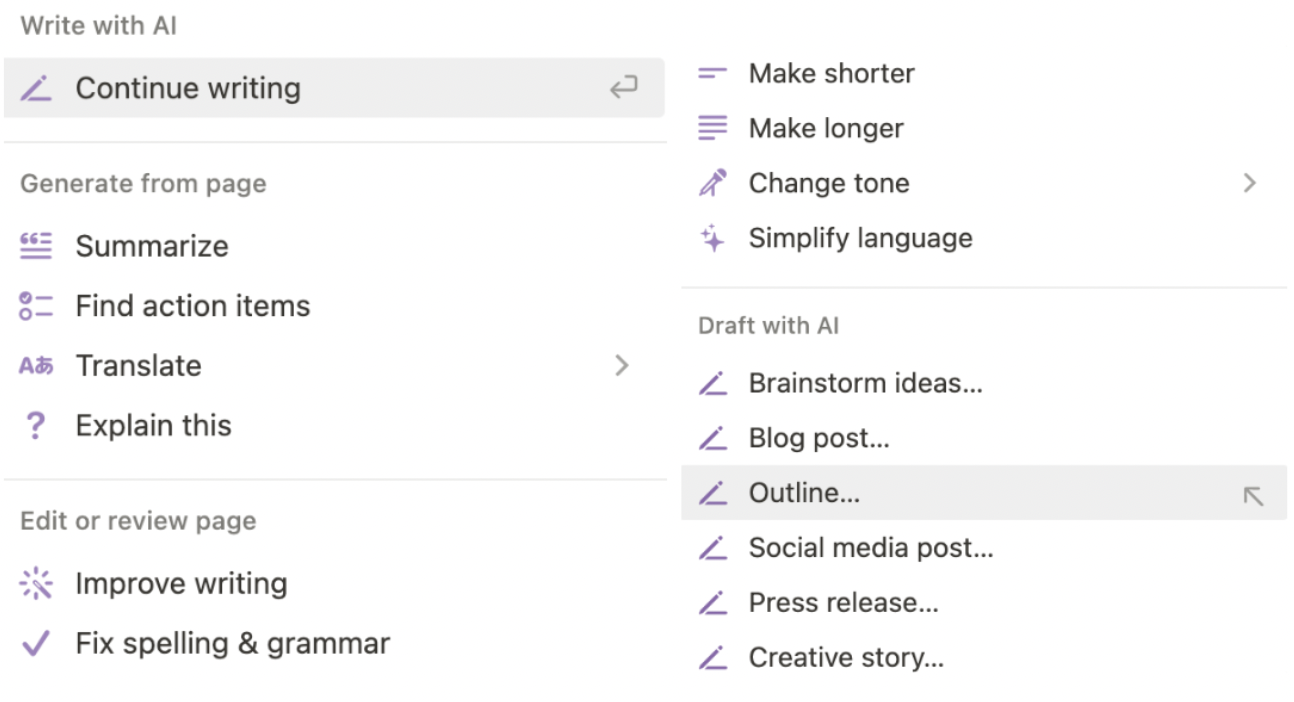 Write with AI
Continue writing
Generate from page
Summarize
Find action items
Aあ Translate
? Explain this
Edit or review page
Improve writing
Fix spelling & grammar
Make shorter
Make longer
Change tone
Simplify language
Draft with AI
Brainstorm ideas...
Blog post...
Outline...
Social media post...
Press release...
Creative story...